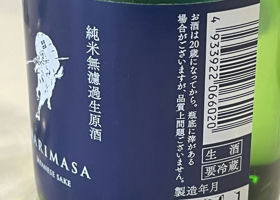 純米無濾過生原酒
ARIMASA
JAPANESE SAKE
お酒は20歳になってから。瓶底に滓がある
場合がございますが、品質上問題ございません。
4933922066020
生酒
要冷蔵
製造年月